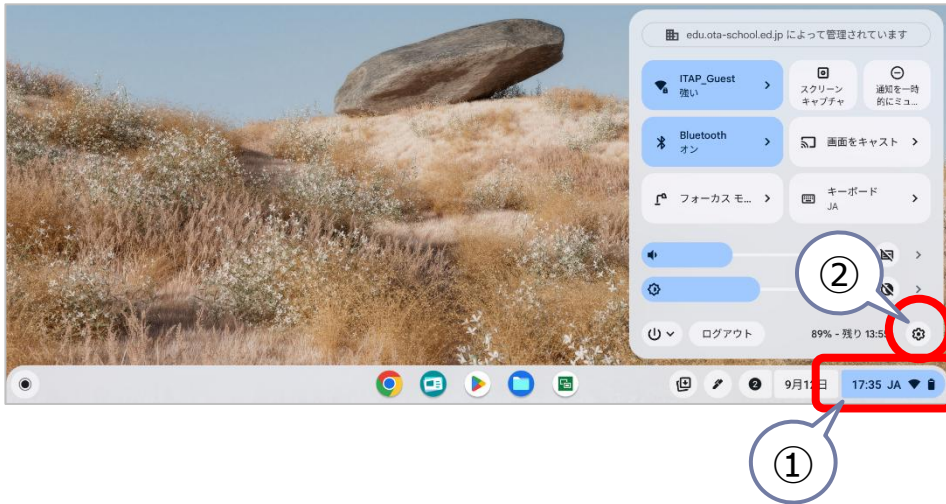 edu.ota-school.ed.jp によって管理されています
ITAP_Guest
強い
スクリーン
キャプチャ
通知を一時
的にミュ...
Bluetooth
オン
画面をキャスト
フォーカス モ...
キーボード
JA
②
ログアウト
89% - 残り 13:5
2
9月1
日
17:35 JA
①